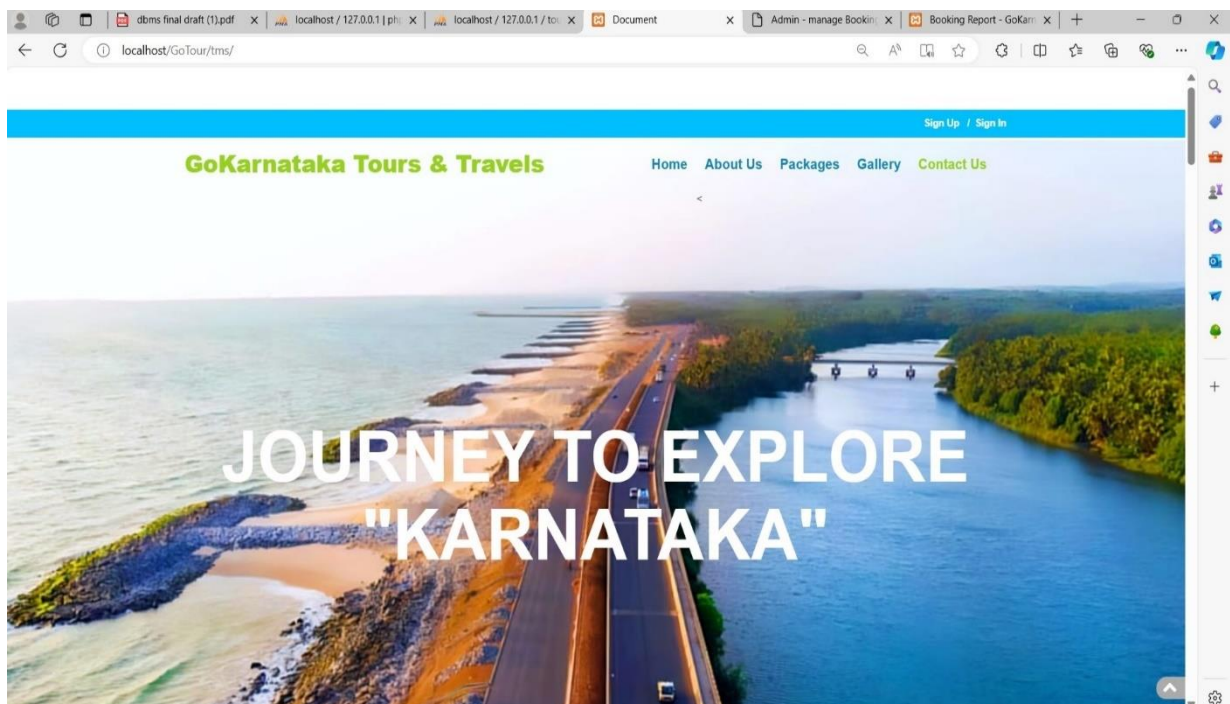 dbms final draft (1).pdf
localhost / 127.0.0.1 | ph
localhost / 127.0.0.1 / tou
Document
Admin - manage Booking
Booking Report - GoKarn
localhost/GoTour/tms/
Sign Up / Sign In
GoKarnataka Tours & Travels
Home About Us Packages Gallery Contact Us
<
JOURNEY TO EXPLORE
"KARNATAKA"